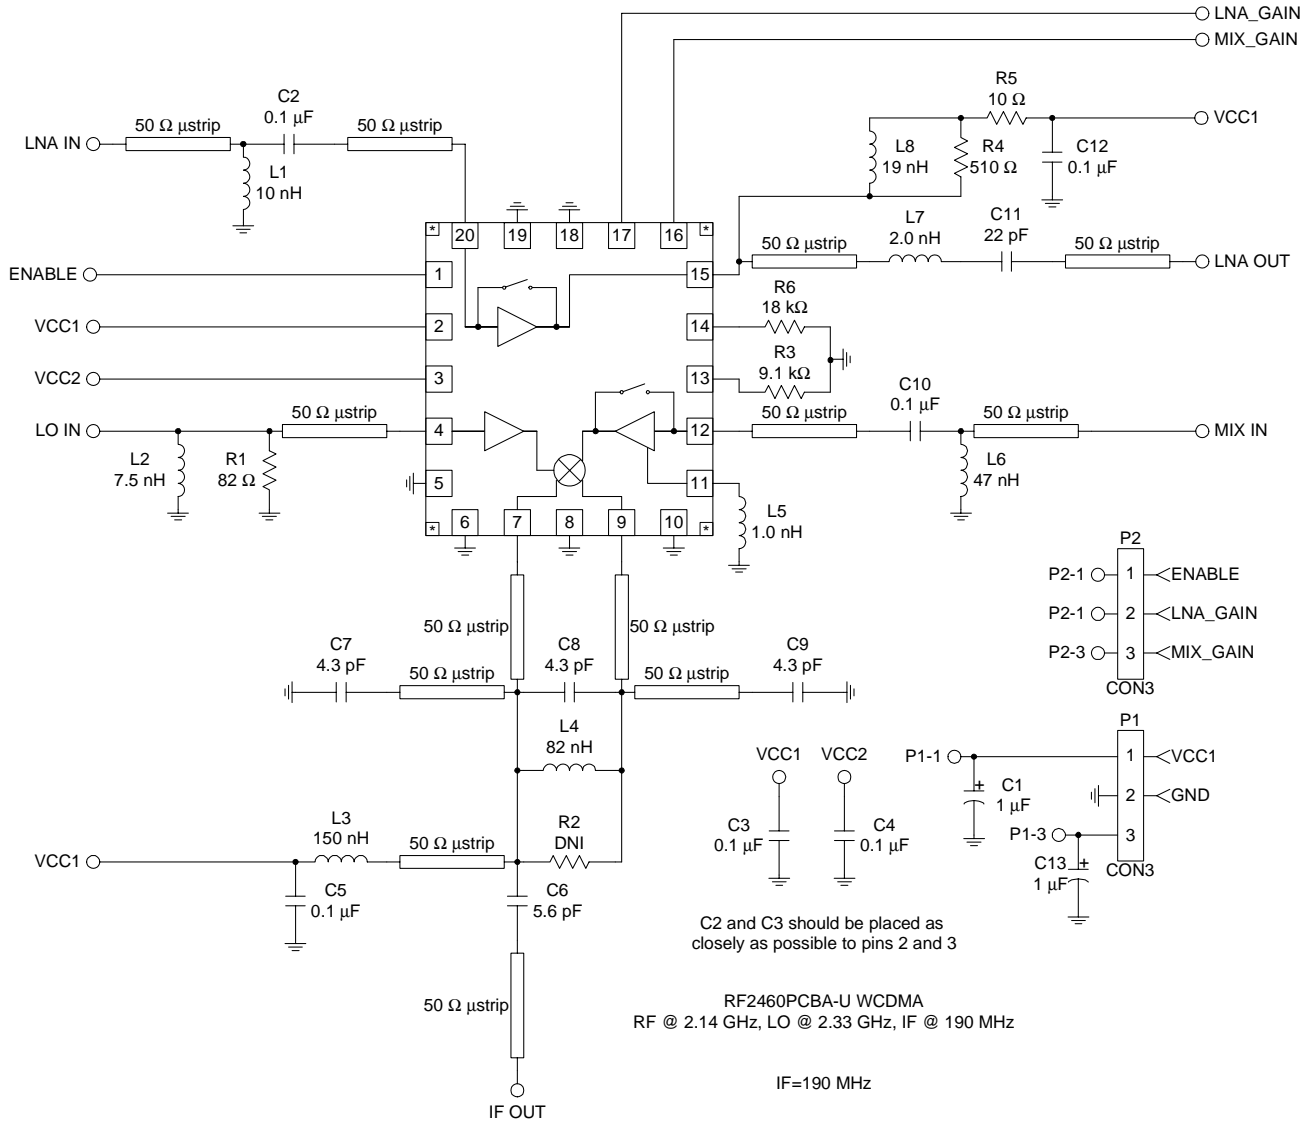 LNA_GAIN
MIX_GAIN
R5
10 Ω
VCC1
C2
0.1 µF
50 Ω µstrip
50 Ω µstrip
LNA IN
L1
10 nH
L8
19 nH
R4
510 Ω
C12
0.1 µF
* 20 19 18 17 16 *
L7
2.0 nH
C11
22 pF
50 Ω µstrip
50 Ω µstrip
LNA OUT
ENABLE
1
15
R6
18 kΩ
VCC1
2
14
R3
9.1 kΩ
VCC2
3
13
C10
0.1 µF
50 Ω µstrip
50 Ω µstrip
50 Ω µstrip
LO IN
4
12
MIX IN
L2
7.5 nH
R1
82 Ω
5
11
L6
47 nH
L5
1.0 nH
* 6 7 8 9 10 *
P2
P2-1
1
ENABLE
P2-1
2
LNA_GAIN
P2-3
3
MIX_GAIN
CON3
50 Ω µstrip
50 Ω µstrip
C7
4.3 pF
C8
4.3 pF
C9
4.3 pF
50 Ω µstrip
50 Ω µstrip
L4
82 nH
P1
P1-1
1
VCC1
+
C1
1 µF
2
GND
P1-3
3
+
C13
1 µF
CON3
VCC1
VCC2
C3
0.1 µF
C4
0.1 µF
L3
150 nH
50 Ω µstrip
R2
DNI
VCC1
C5
0.1 µF
C6
5.6 pF
C2 and C3 should be placed as
closely as possible to pins 2 and 3
50 Ω µstrip
RF2460PCBA-U WCDMA
RF @ 2.14 GHz, LO @ 2.33 GHz, IF @ 190 MHz
IF=190 MHz
IF OUT